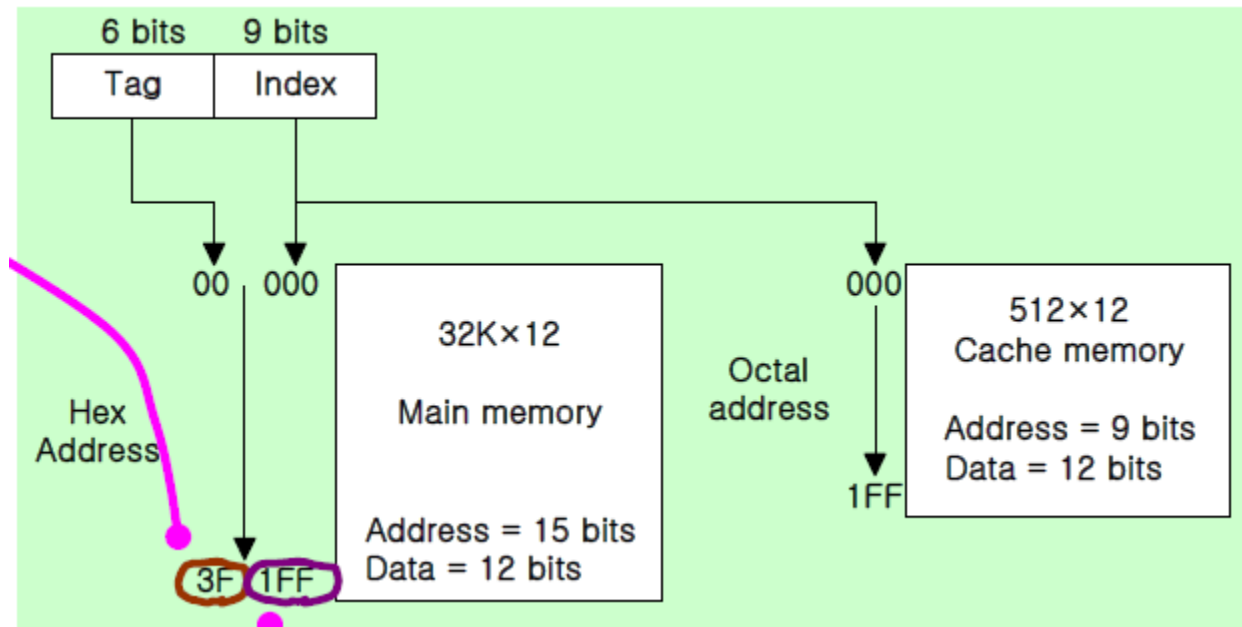 6 bits 9 bits
Tag Index
00 000
000
32K×12
Main memory
Address = 15 bits
Data = 12 bits
Hex
Address
3F 1FF
Octal
address
1FF
512×12
Cache memory
Address = 9 bits
Data = 12 bits